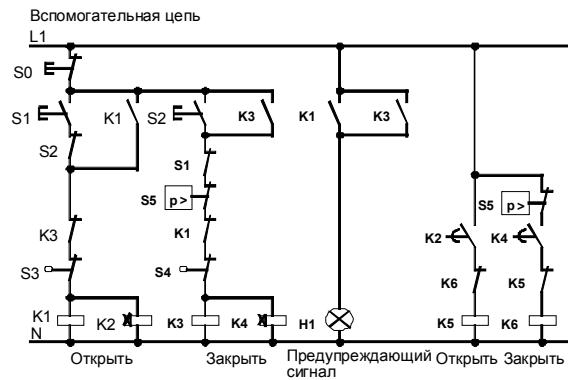 Вспомогательная цепь
L1
S0
S1 K1 S2 K3 K1 K3
S2
S1
S5 p> S5 p>
K3 K1 K2 K4
S3 S4 K6 K5
K1 K2 K3 K4 H1 K5 K6
N
Открыть Закрыть Предупреждающий сигнал Открыть Закрыть